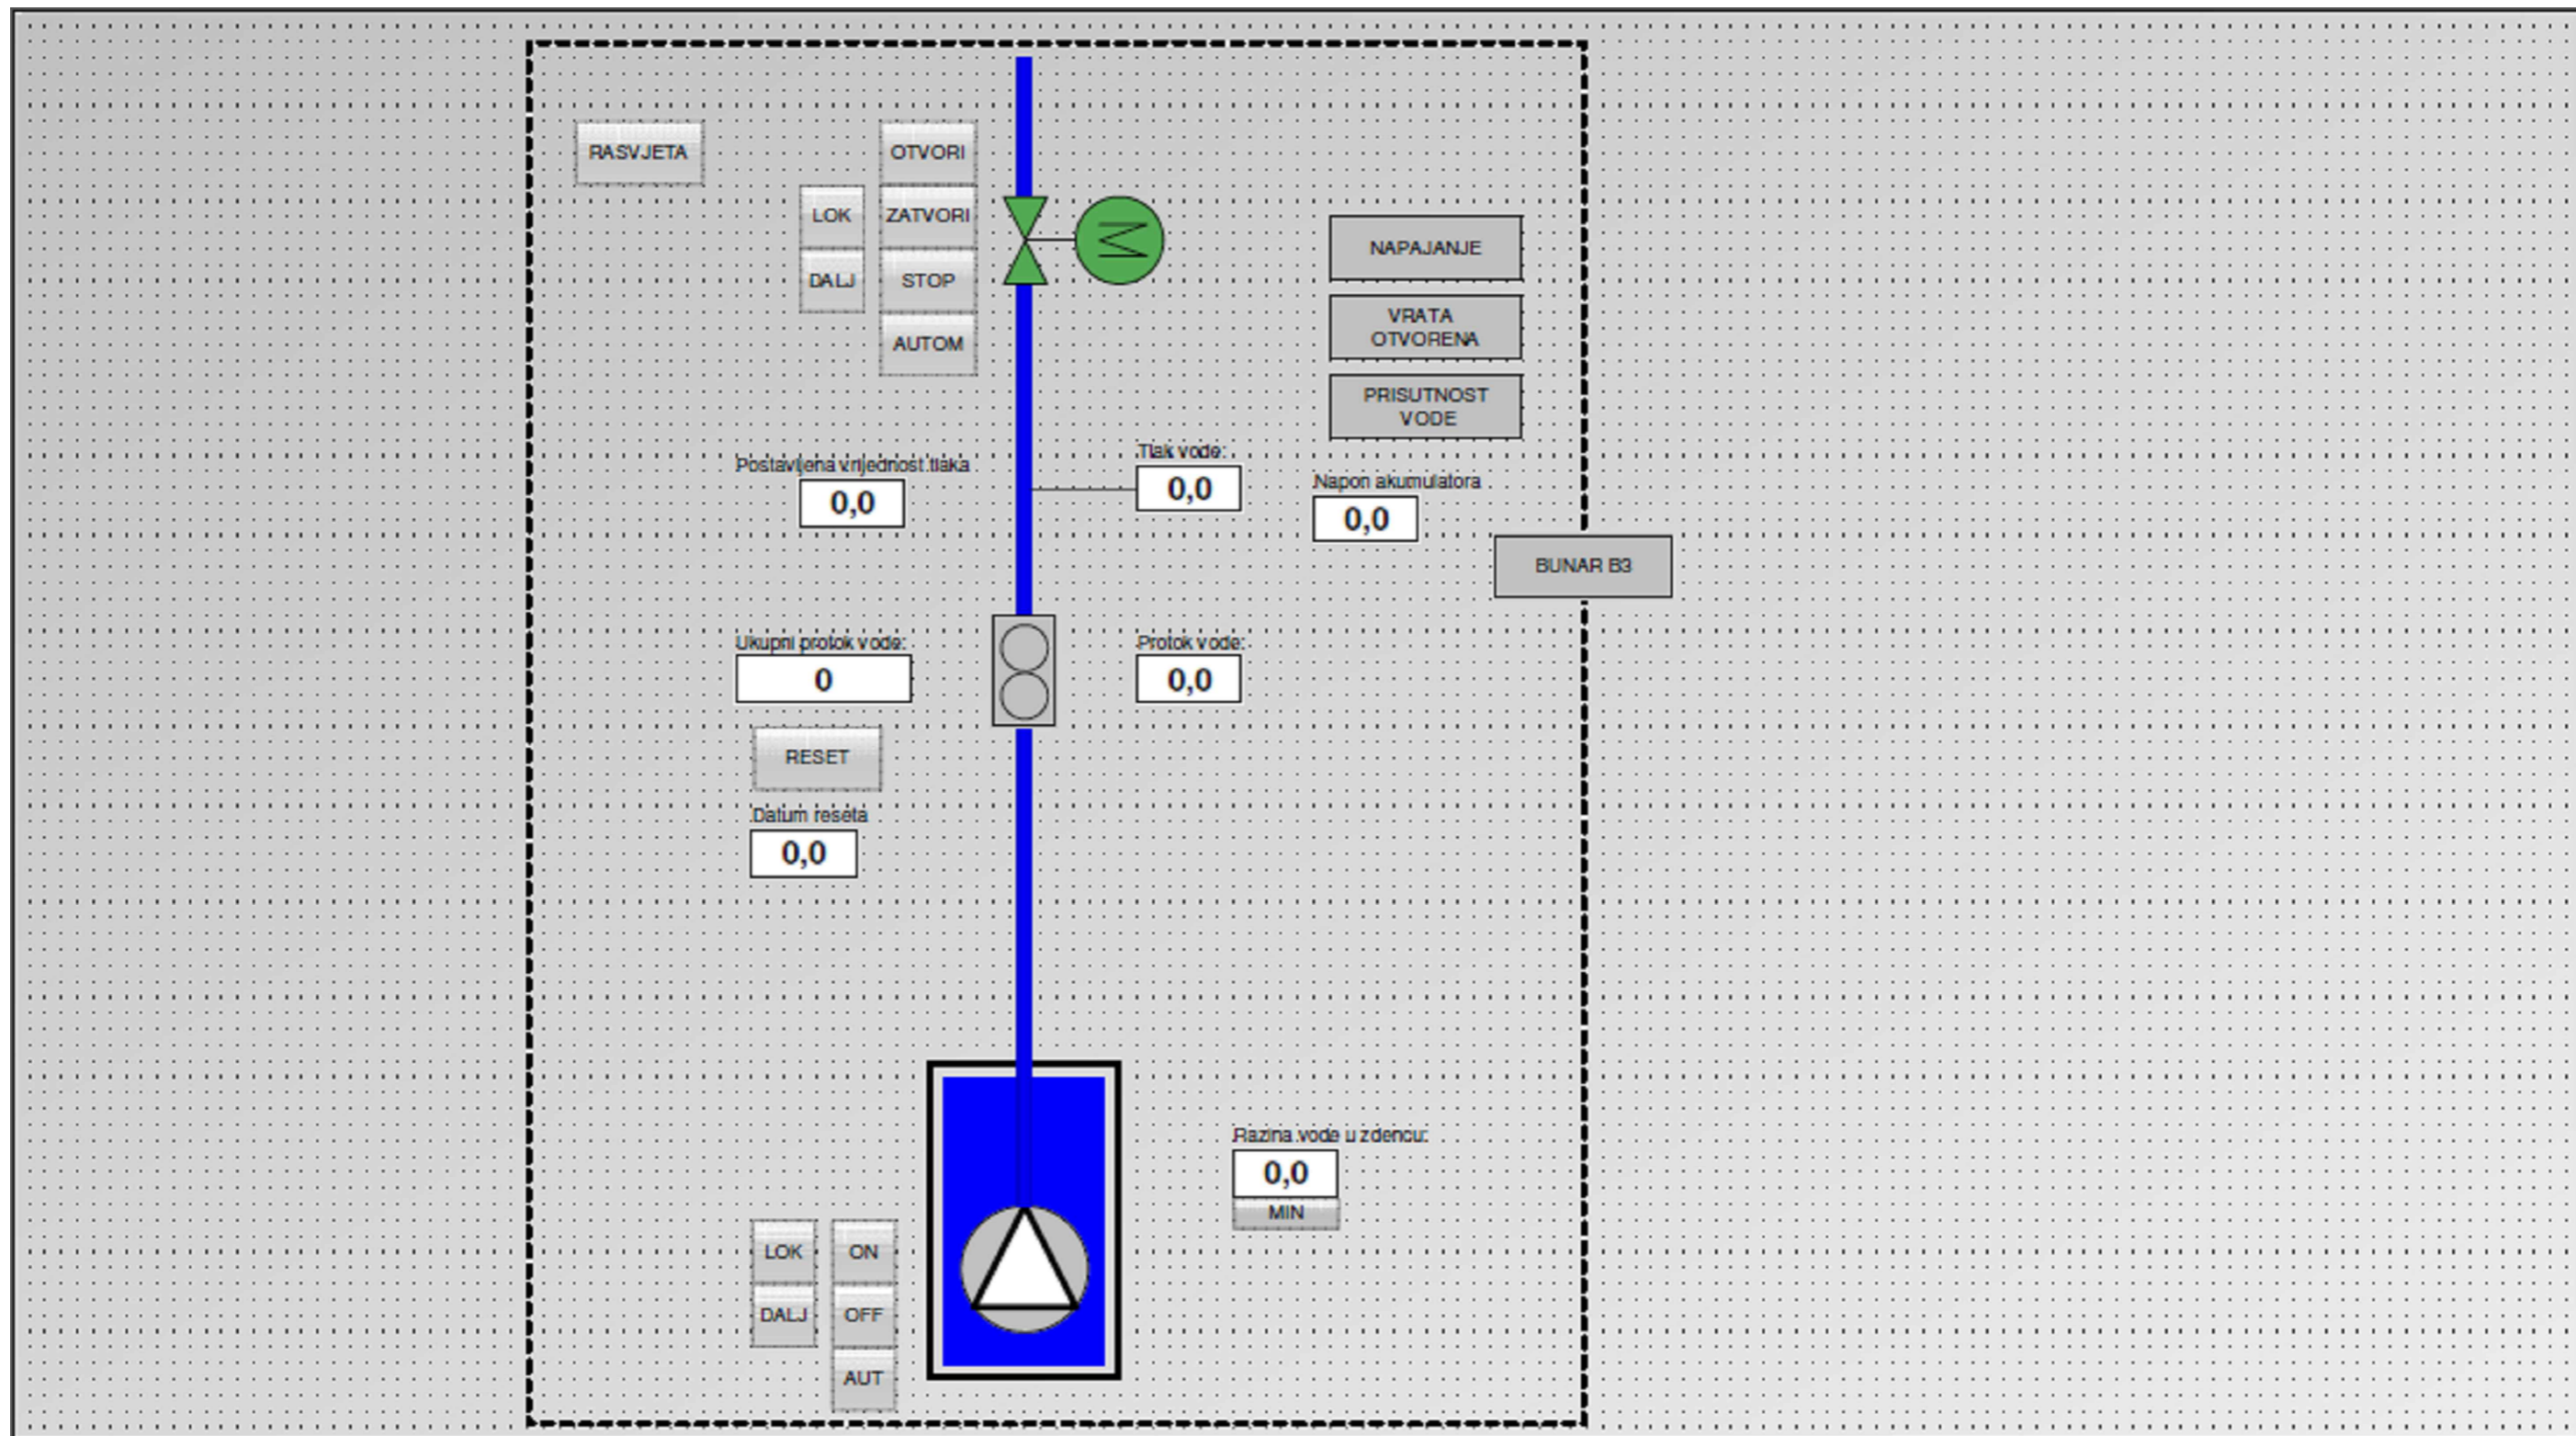 RASVJETA
OTVORI
LOK
ZATVORI
DALJ
STOP
AUTOM
M
NAPAJANJE
VRATA
OTVORENA
PRISUTNOST
VODE
Postavljena vrijednost tlaka
0,0
Tlak vode:
0,0
Napon akumulatora
0,0
BUNAR B3
Ukupni protok vode:
0
Protok vode:
0,0
RESET
Datum reseta
0,0
Razina vode u zdencu:
0,0
MIN
LOK
ON
DALJ
OFF
AUT